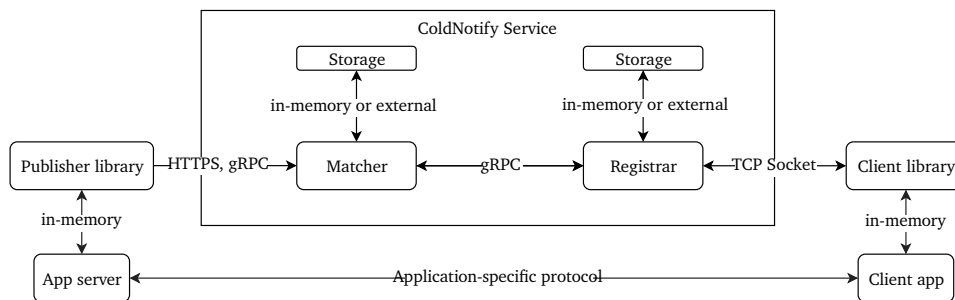 ColdNotify Service
Storage
Storage
in-memory or external
in-memory or external
Publisher library
HTTPS, gRPC
Matcher
gRPC
Registrar
TCP Socket
Client library
in-memory
in-memory
App server
Application-specific protocol
Client app